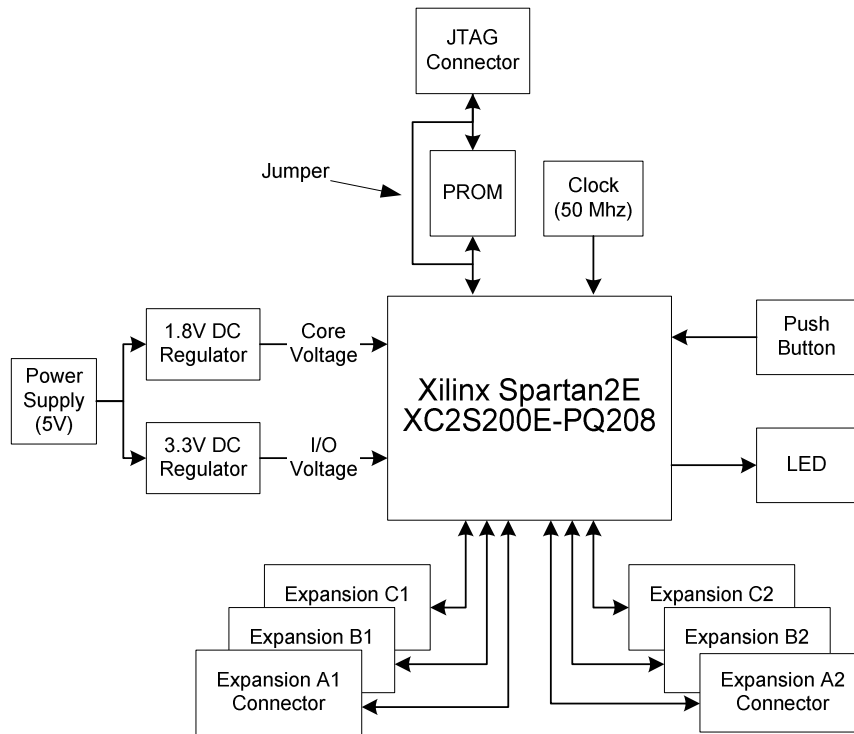 JTAG
Connector
Jumper
PROM
Clock
(50 Mhz)
1.8V DC
Regulator
Core
Voltage
Push
Button
Power
Supply
(5V)
Xilinx Spartan2E
XC2S200E-PQ208
3.3V DC
Regulator
I/O
Voltage
LED
Expansion C1
Expansion B1
Expansion A1
Connector
Expansion C2
Expansion B2
Expansion A2
Connector